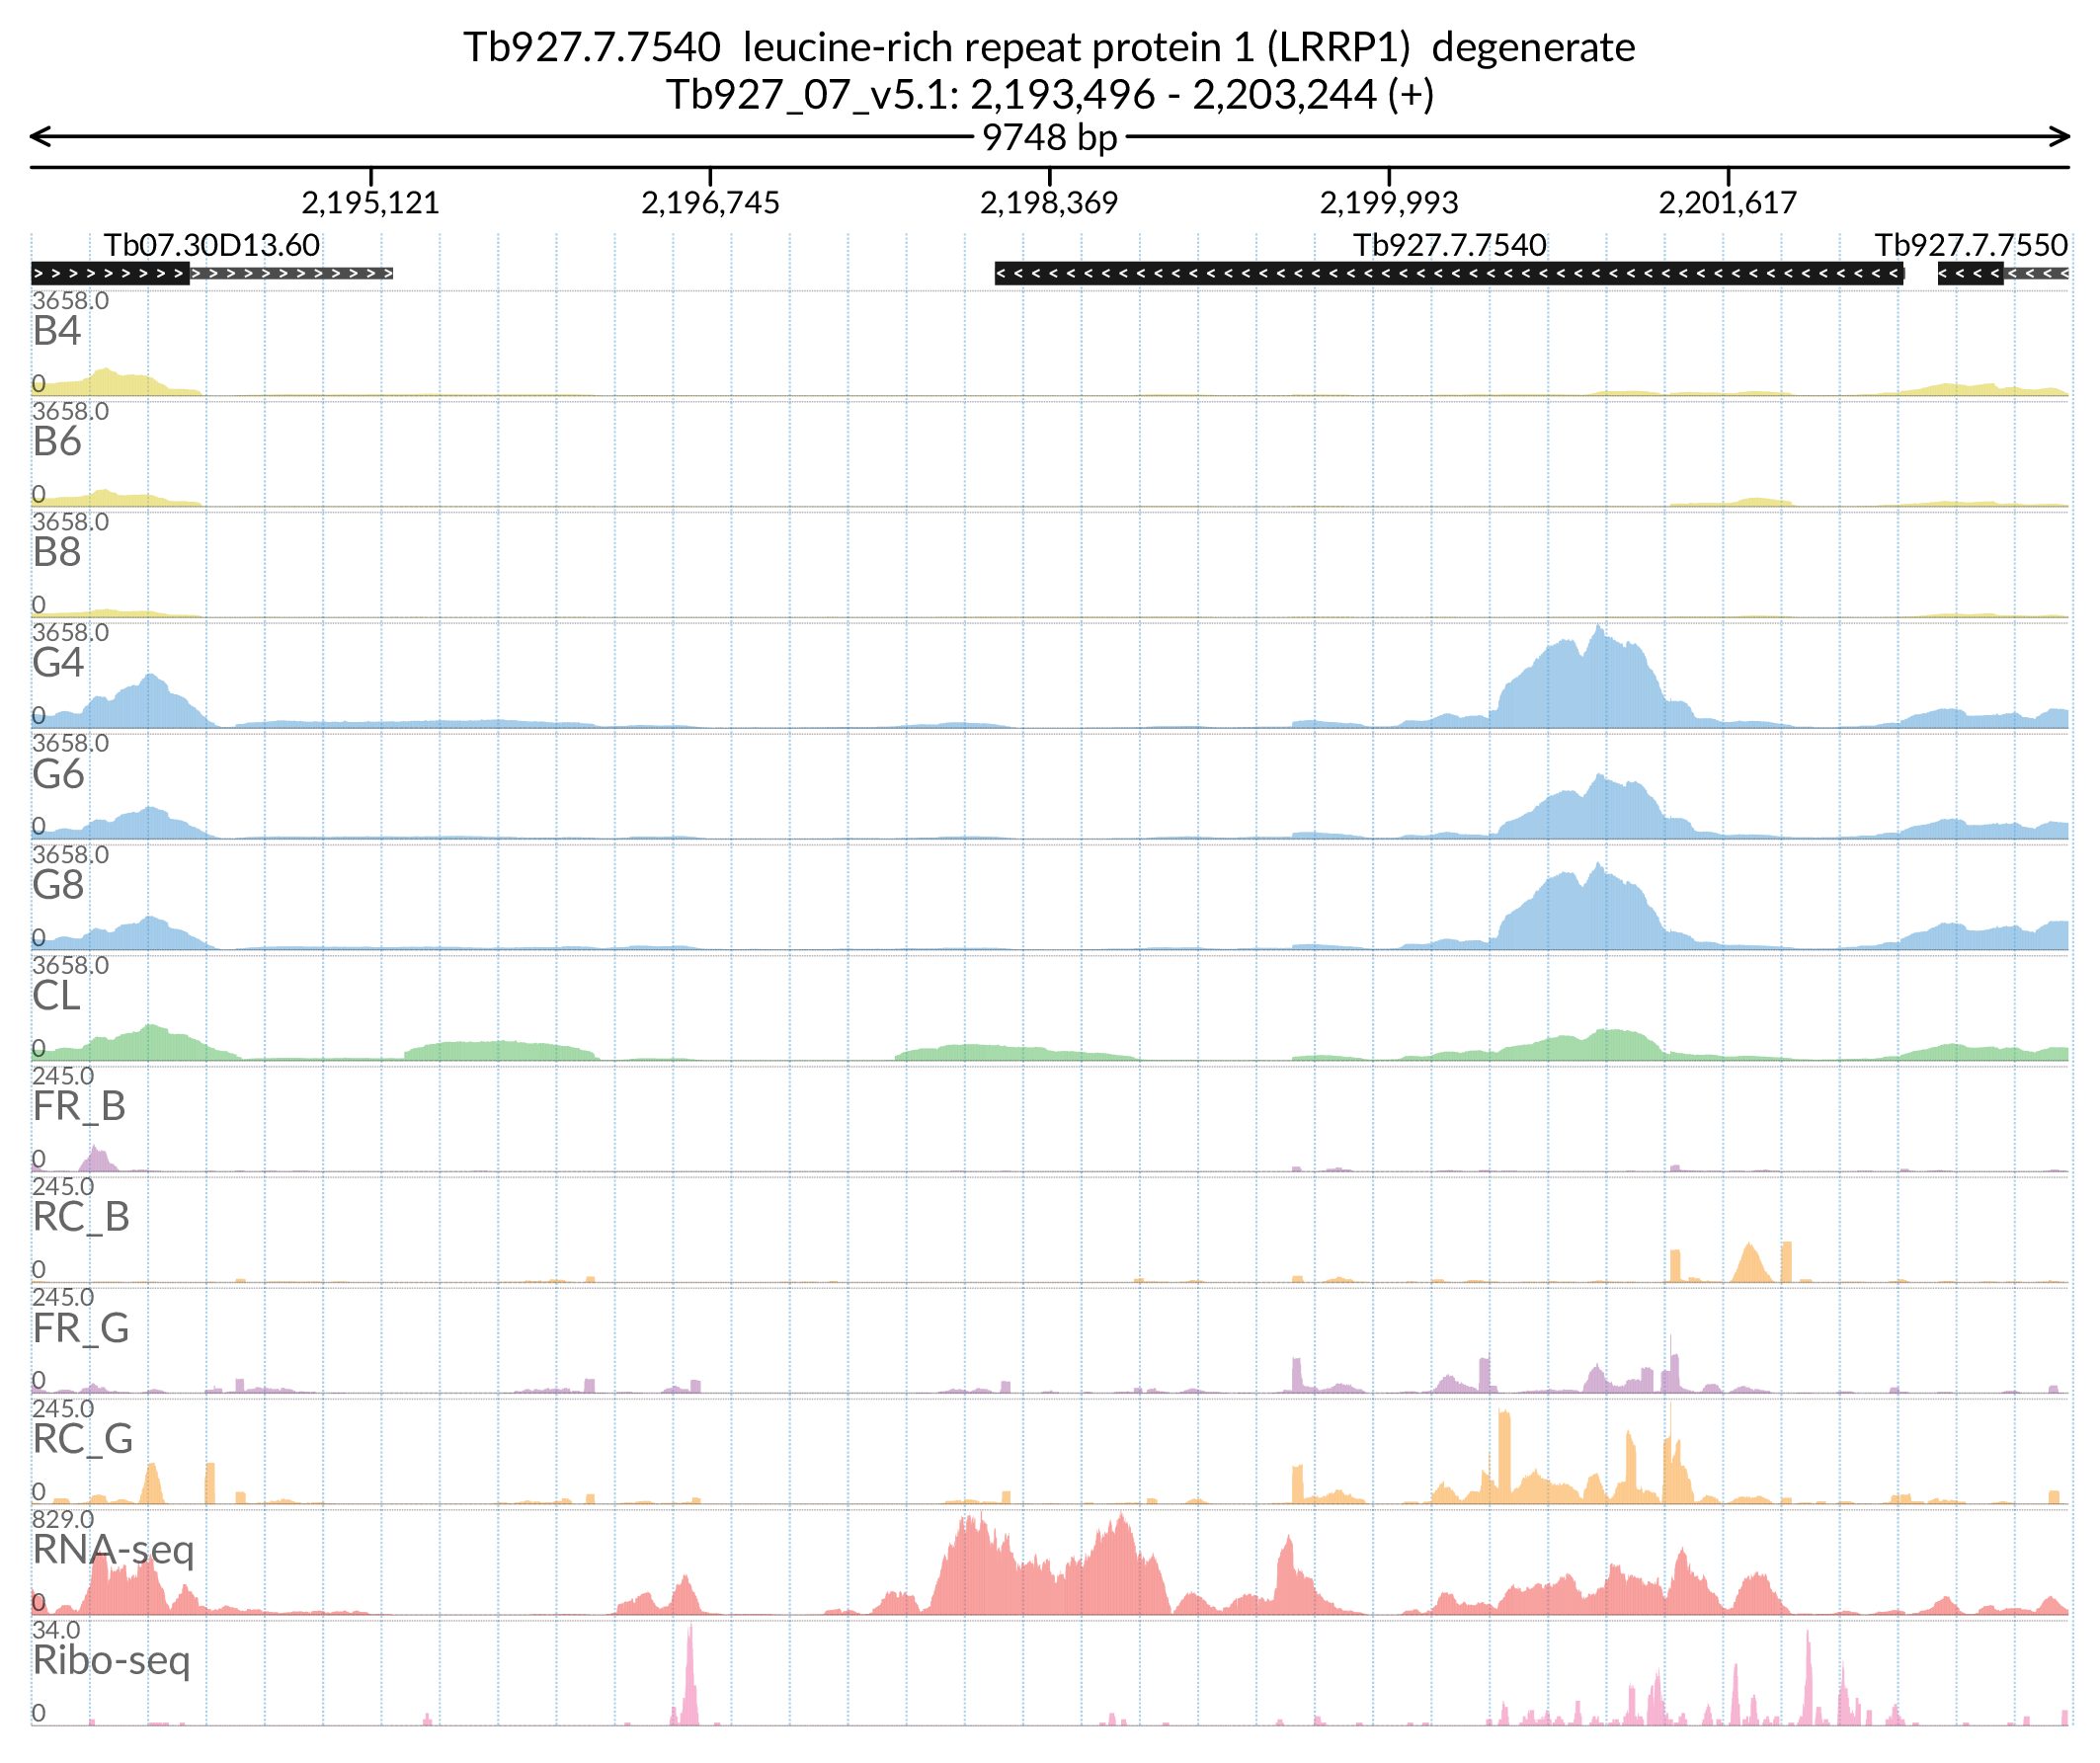 Tb927.7.7540 leucine-rich repeat protein 1 (LRRP1) degenerate
Tb927_07_v5.1: 2,193,496 - 2,203,244 (+)
9748 bp
2,195,121 2,196,745 2,198,369 2,199,993 2,201,617
Tb07.30D13.60 Tb927.7.7540 Tb927.7.7550
3658.0
B4
0
3658.0
B6
0
3658.0
B8
0
3658.0
G4
0
3658.0
G6
0
3658.0
G8
0
3658.0
CL
0
245.0
FR_B
0
245.0
RC_B
0
245.0
FR_G
0
245.0
RC_G
0
829.0
RNA-seq
0
34.0
Ribo-seq
0